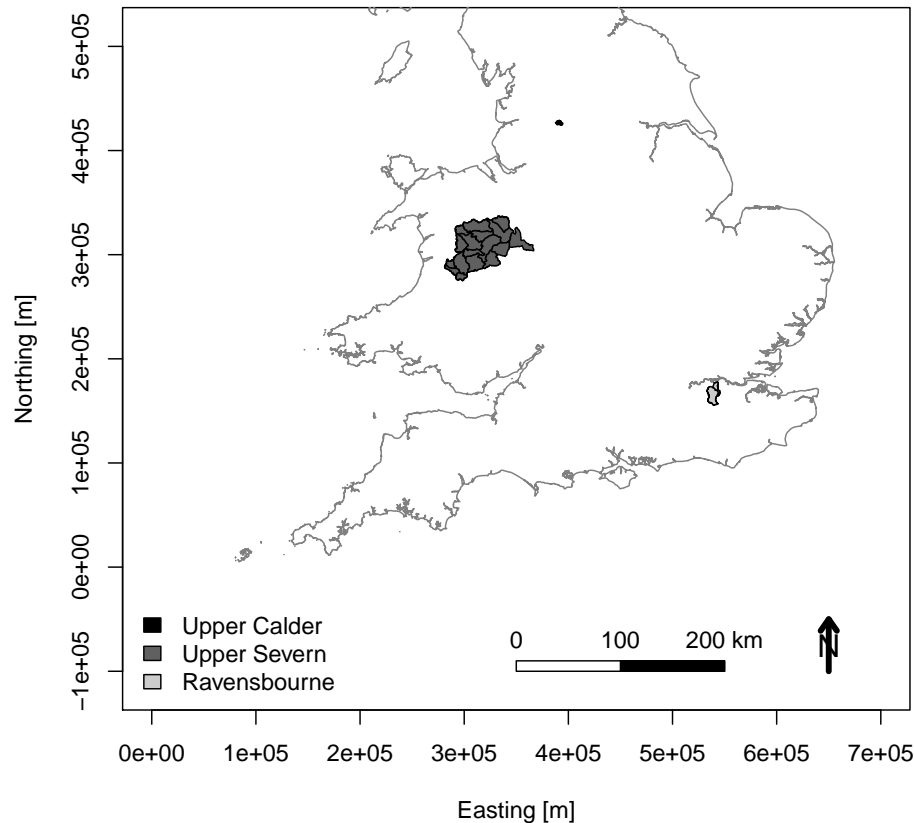 5e+05
4e+05
3e+05
2e+05
1e+05
0e+00
−1e+05
Northing [m]
Upper Calder
Upper Severn
Ravensbourne
0 100 200 km
N
0e+00 1e+05 2e+05 3e+05 4e+05 5e+05 6e+05 7e+05
Easting [m]